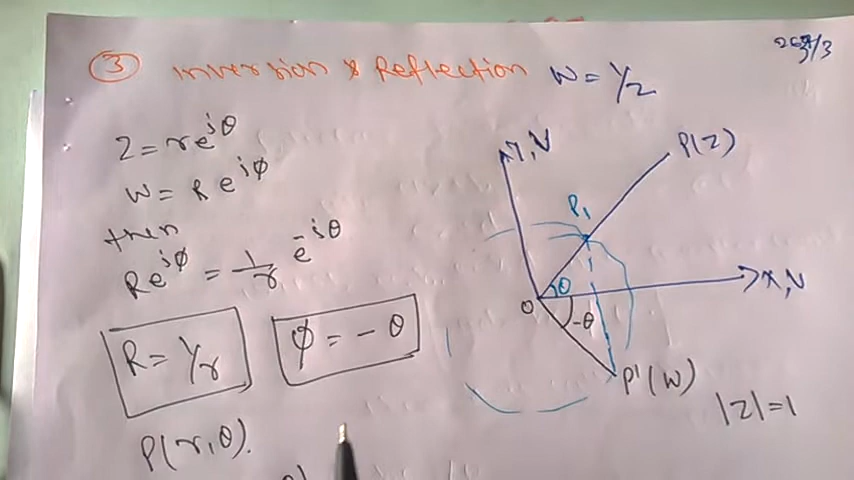 ③ Inversion & Reflection W = 1/z
Z = re^{iθ}
W = Re^{iφ}
then
Re^{iφ} = 1/r e^{-iθ}
R = 1/r
φ = -θ
P(r,θ).
Y,V
P(Z)
P₁
θ
O
X,U
-θ
P'(W)
|Z|=1